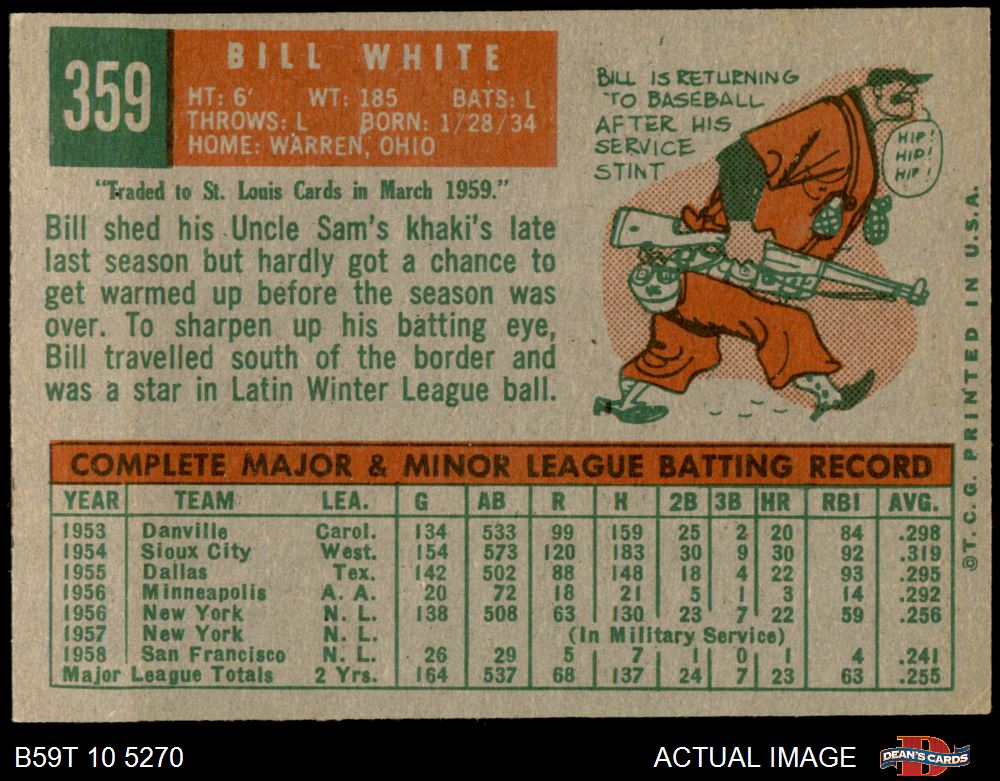 359
BILL WHITE
HT: 6' WT: 185 BATS: L
THROWS: L BORN: 1/28/34
HOME: WARREN, OHIO
"Traded to St. Louis Cards in March 1959."
Bill shed his Uncle Sam's khaki's late
last season but hardly got a chance to
get warmed up before the season was
over. To sharpen up his batting eye,
Bill travelled south of the border and
was a star in Latin Winter League ball.
BILL IS RETURNING
TO BASEBALL
AFTER HIS
SERVICE
STINT
HIP!
HIP!
HIP!
© T. C. G. PRINTED IN U.S.A.
COMPLETE MAJOR & MINOR LEAGUE BATTING RECORD
YEAR TEAM LEA. G AB R H 2B 3B HR RBI AVG.
1953 Danville Carol. 134 533 99 159 25 2 20 84 .298
1954 Sioux City West. 154 573 120 183 30 9 30 92 .319
1955 Dallas Tex. 142 502 88 148 18 4 22 93 .295
1956 Minneapolis A. A. 20 72 18 21 5 1 3 14 .292
1956 New York N. L. 138 508 63 130 23 7 22 59 .256
1957 New York N. L. (In Military Service)
1958 San Francisco N. L. 26 29 5 7 1 0 1 4 .241
Major League Totals 2 Yrs. 164 537 68 137 24 7 23 63 .255
B59T 10 5270
ACTUAL IMAGE
DEAN'S CARDS